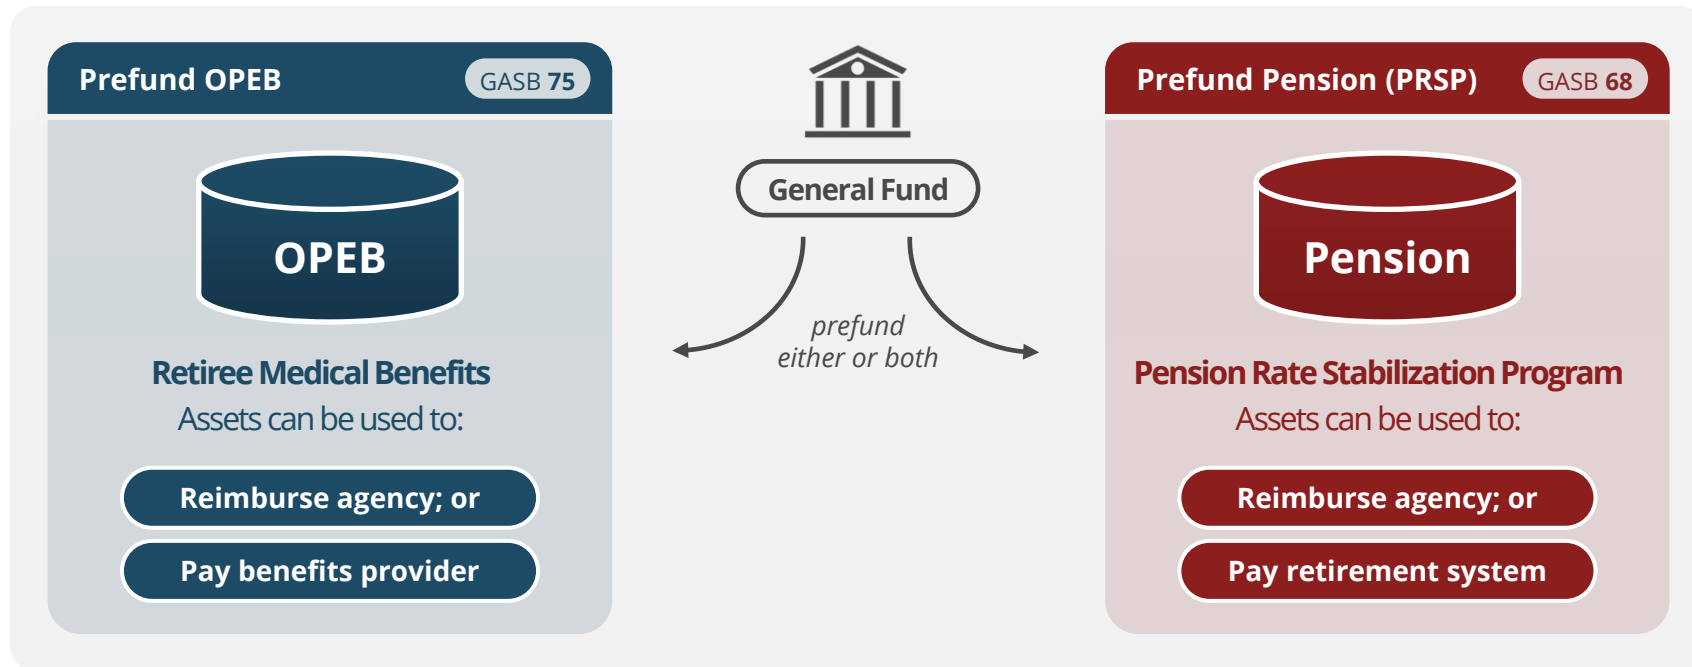 Prefund OPEB
GASB 75
OPEB
Retiree Medical Benefits
Assets can be used to:
Reimburse agency; or
Pay benefits provider
General Fund
prefund
either or both
Prefund Pension (PRSP)
GASB 68
Pension
Pension Rate Stabilization Program
Assets can be used to:
Reimburse agency; or
Pay retirement system